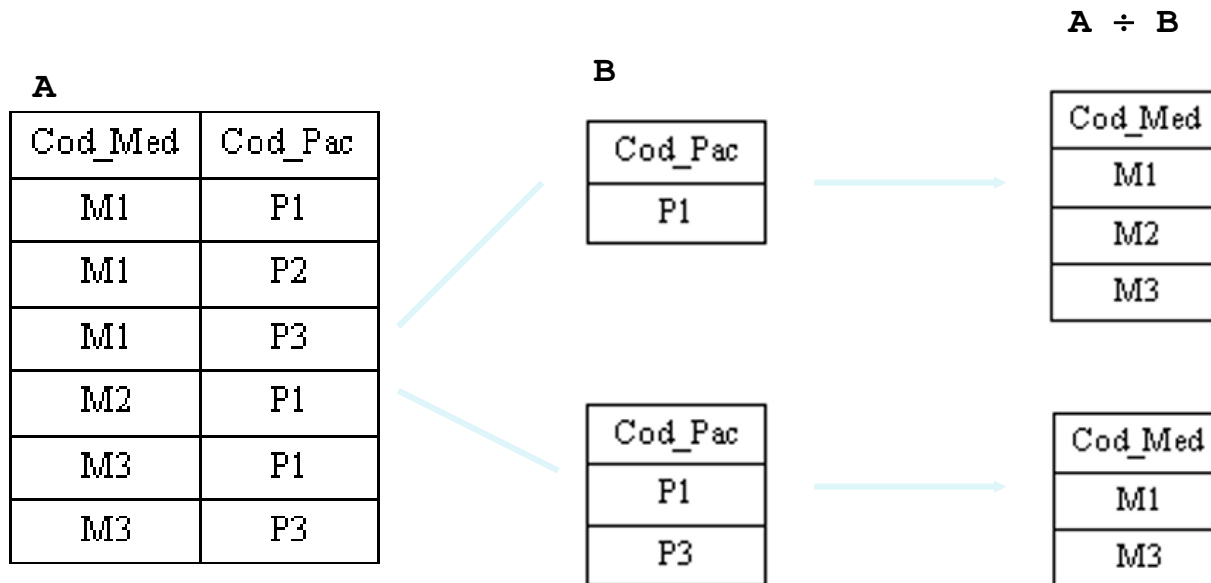 A ÷ B
A
Cod_Med Cod_Pac
M1 P1
M1 P2
M1 P3
M2 P1
M3 P1
M3 P3
B
Cod_Pac
P1
Cod_Pac
P1
P3
Cod_Med
M1
M2
M3
Cod_Med
M1
M3